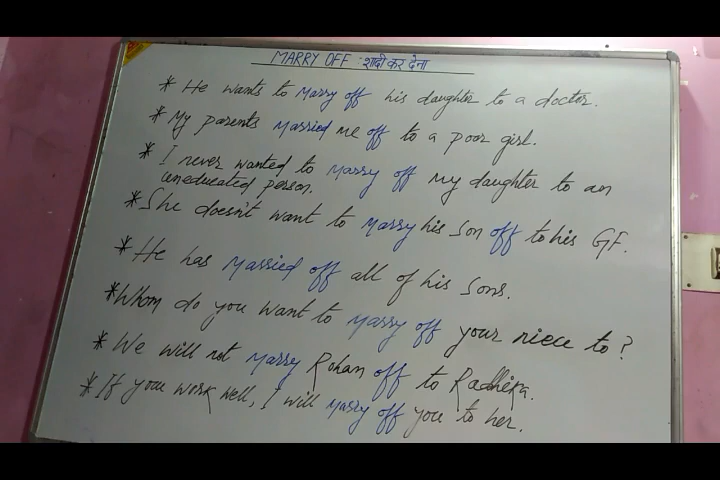 MARRY OFF : शादी कर देना
* He wants to marry off his daughter to a doctor.
* My parents married me off to a poor girl.
* I never wanted to marry off my daughter to an
uneducated person.
* She doesn't want to marry his son off to his GF.
* He has married off all of his sons.
* Whom do you want to marry off your niece to?
* We will not marry Rohan off to Radhika.
* If you work well, I will marry off you to her.